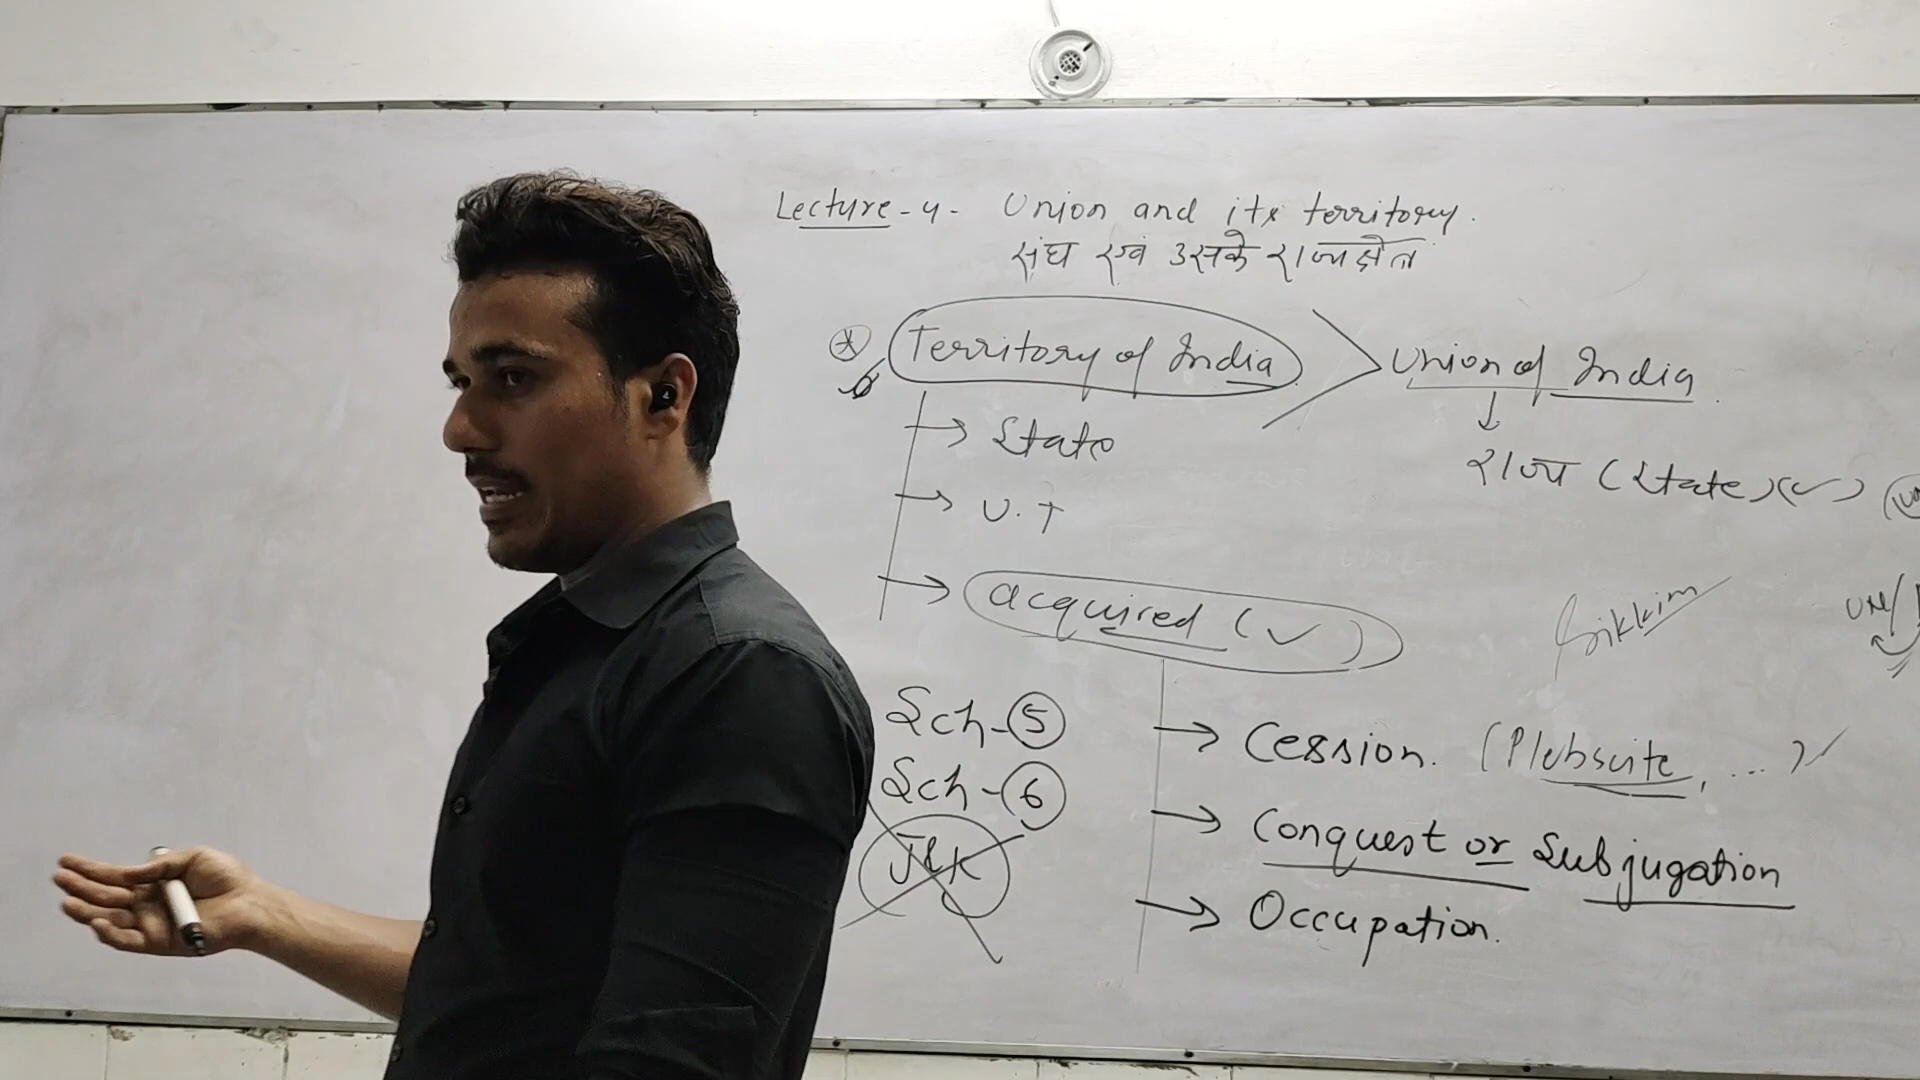 Lecture-4- Union and its territory.
संघ एवं उसके राज्यक्षेत्र
Territory of India > Union of India
→ State
↓
राज्य (State)(✓)
→ U.T
→ acquired (✓)
Sikkim
UN/
Sch-5
Sch-6
J&K
→ Cession. (Plebscite, ...)✓
→ Conquest or Subjugation
→ Occupation.